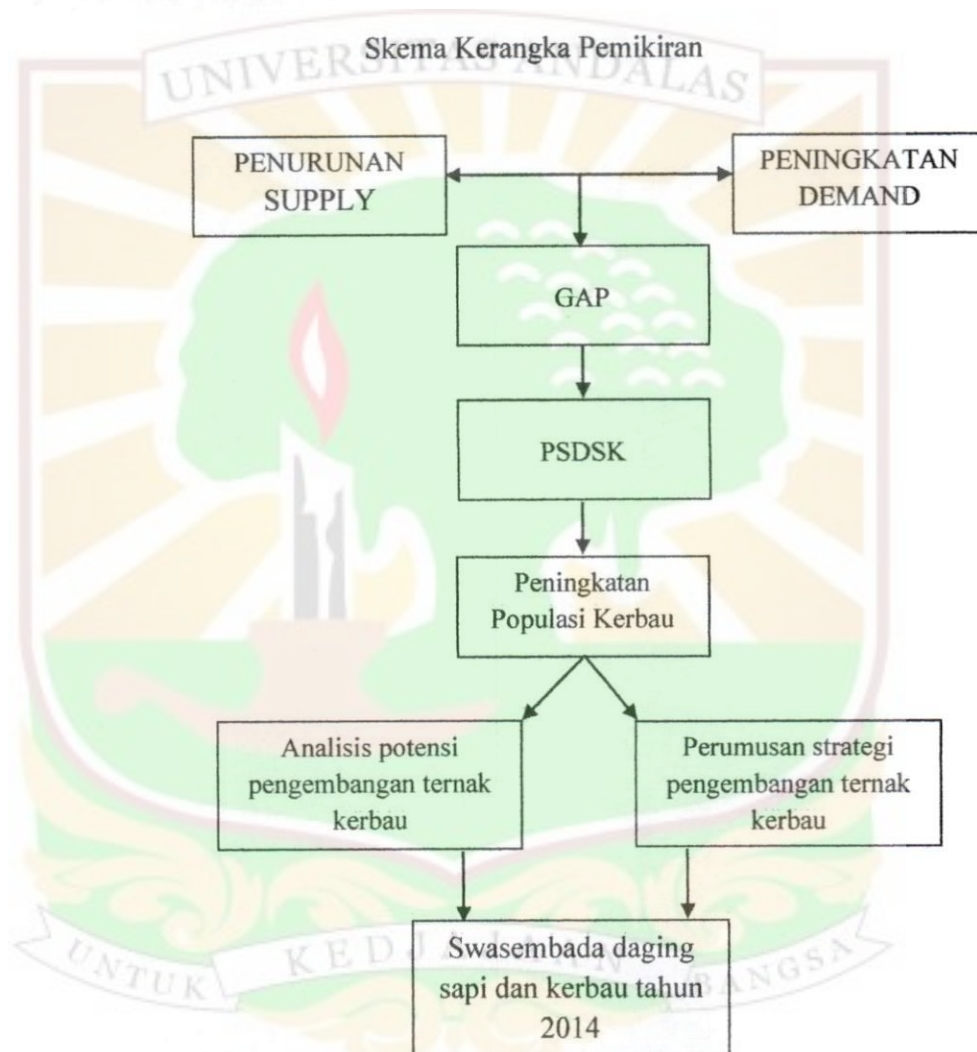 Skema Kerangka Pemikiran
UNIVERSITAS ANDALAS
PENURUNAN
SUPPLY
PENINGKATAN
DEMAND
GAP
PSDSK
Peningkatan
Populasi Kerbau
Analisis potensi
pengembangan ternak
kerbau
Perumusan strategi
pengembangan ternak
kerbau
Swasembada daging
sapi dan kerbau tahun
2014
UNTUK KEDJAJAAN BANGSA